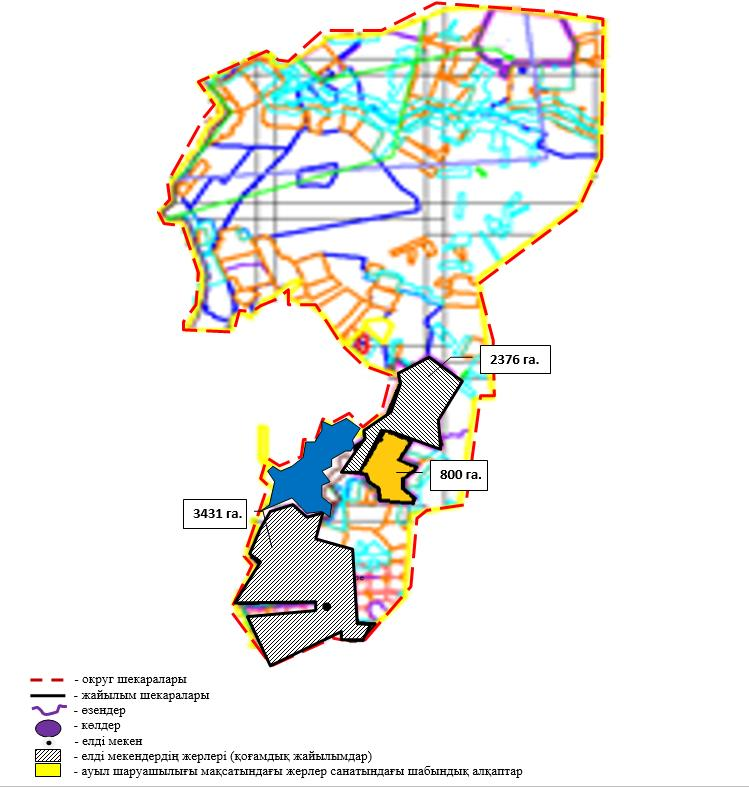 2376 га.
800 га.
3431 га.
- округ шекаралары
- жайылым шекаралары
- өзендер
- көлдер
- елді мекен
- елді мекендердің жерлері (қоғамдық жайылымдар)
- ауыл шаруашылығы мақсатындағы жерлер санатындағы шабындық алқаптар